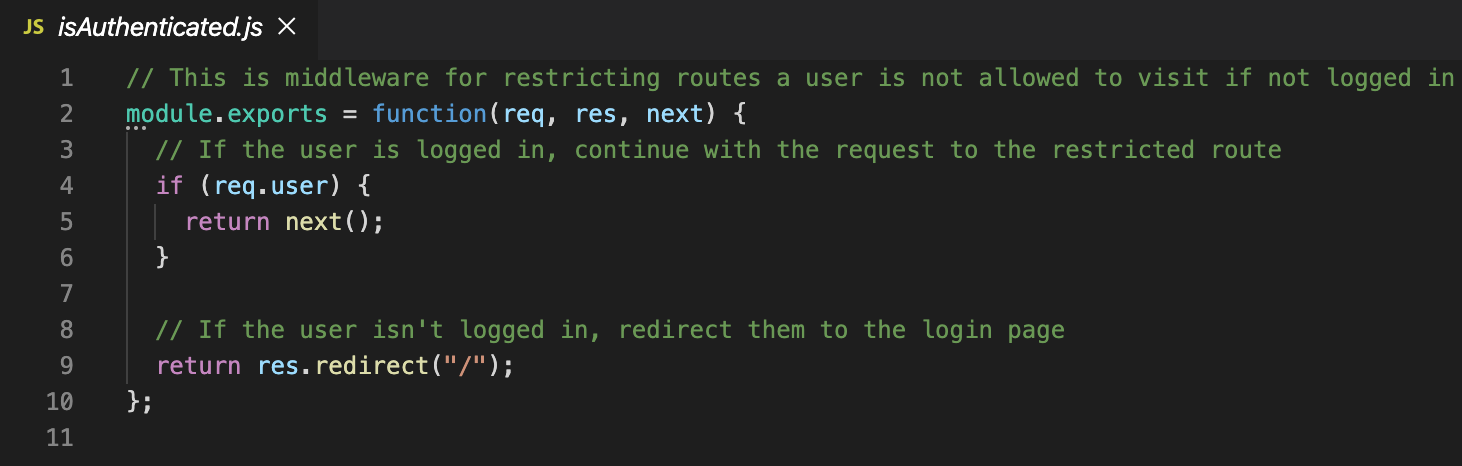 JS isAuthenticated.js ×
1 // This is middleware for restricting routes a user is not allowed to visit if not logged in
2 module.exports = function(req, res, next) {
3   // If the user is logged in, continue with the request to the restricted route
4   if (req.user) {
5     return next();
6   }
7
8   // If the user isn't logged in, redirect them to the login page
9   return res.redirect("/");
10 };
11